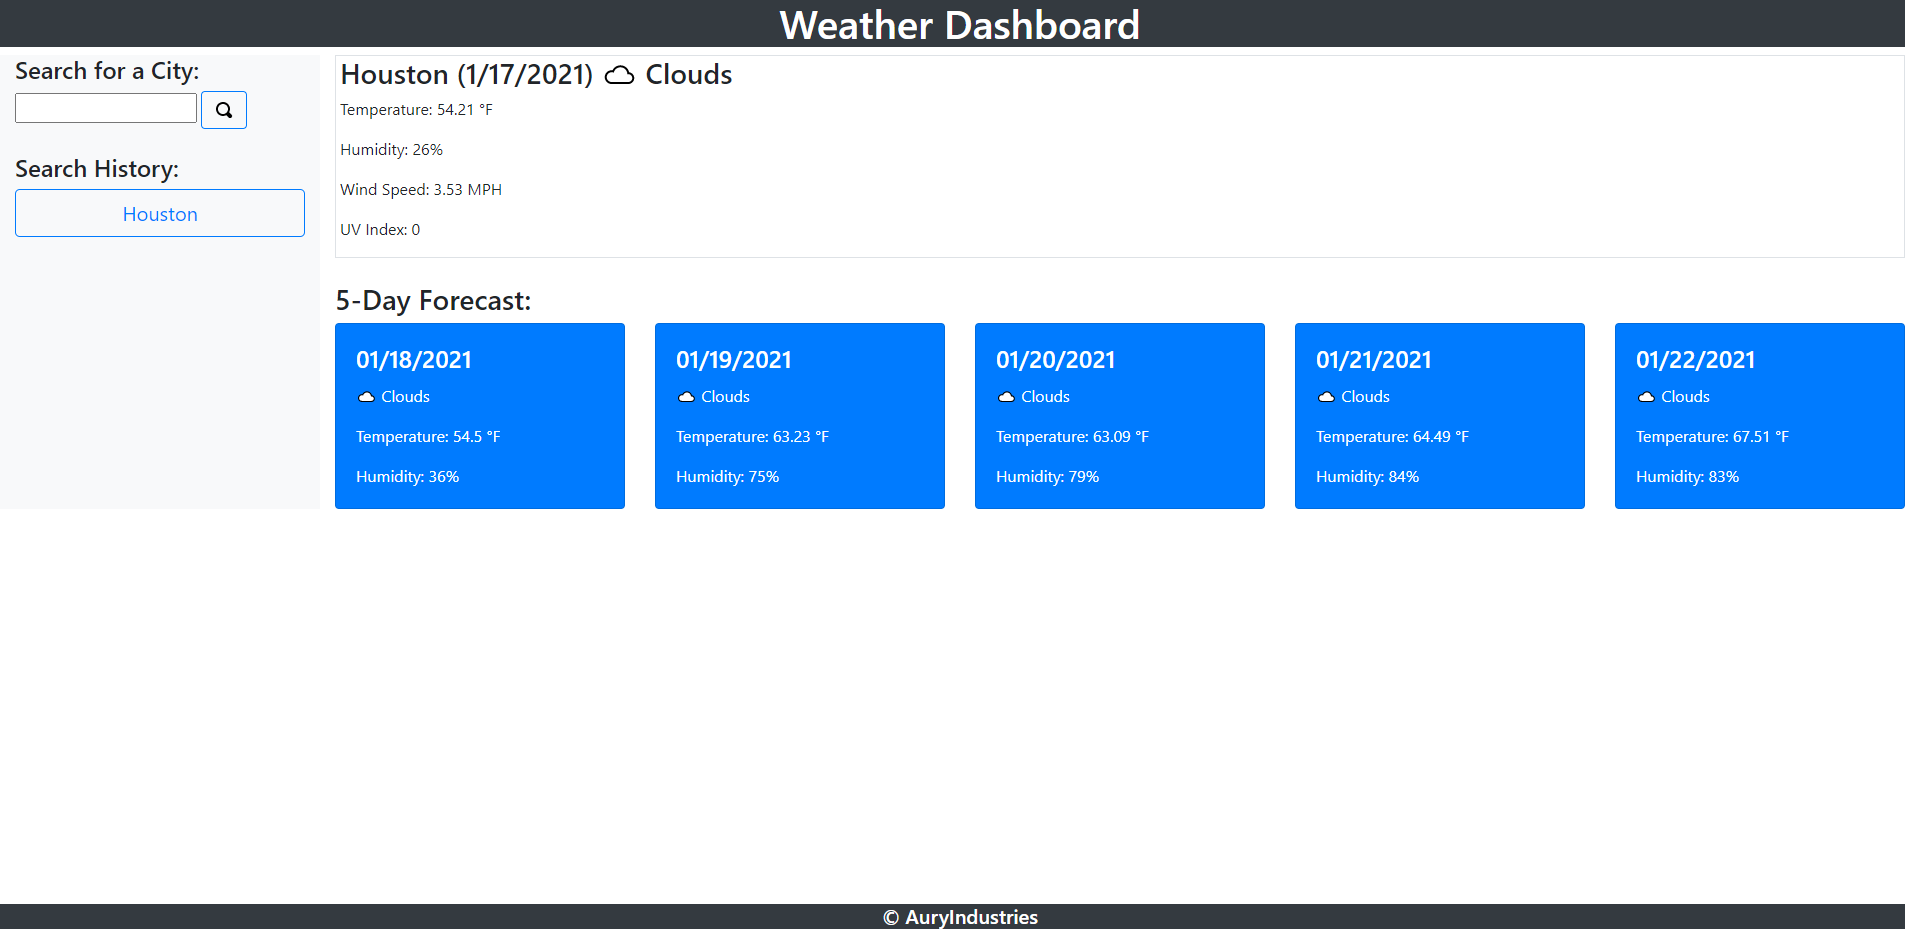 Weather Dashboard
Search for a City:
Search History:
Houston
Houston (1/17/2021) Clouds
Temperature: 54.21 °F
Humidity: 26%
Wind Speed: 3.53 MPH
UV Index: 0
5-Day Forecast:
01/18/2021
Clouds
Temperature: 54.5 °F
Humidity: 36%
01/19/2021
Clouds
Temperature: 63.23 °F
Humidity: 75%
01/20/2021
Clouds
Temperature: 63.09 °F
Humidity: 79%
01/21/2021
Clouds
Temperature: 64.49 °F
Humidity: 84%
01/22/2021
Clouds
Temperature: 67.51 °F
Humidity: 83%
© AuryIndustries